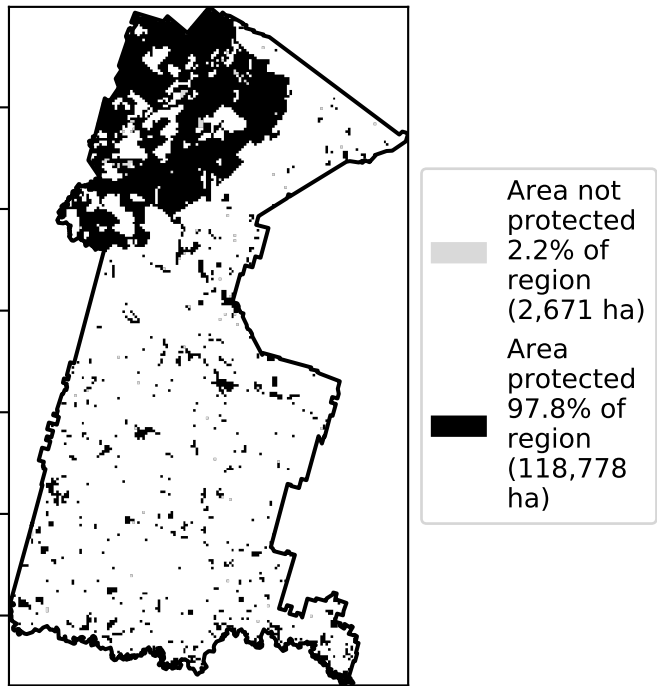 Area not
protected
2.2% of
region
(2,671 ha)
Area
protected
97.8% of
region
(118,778
ha)